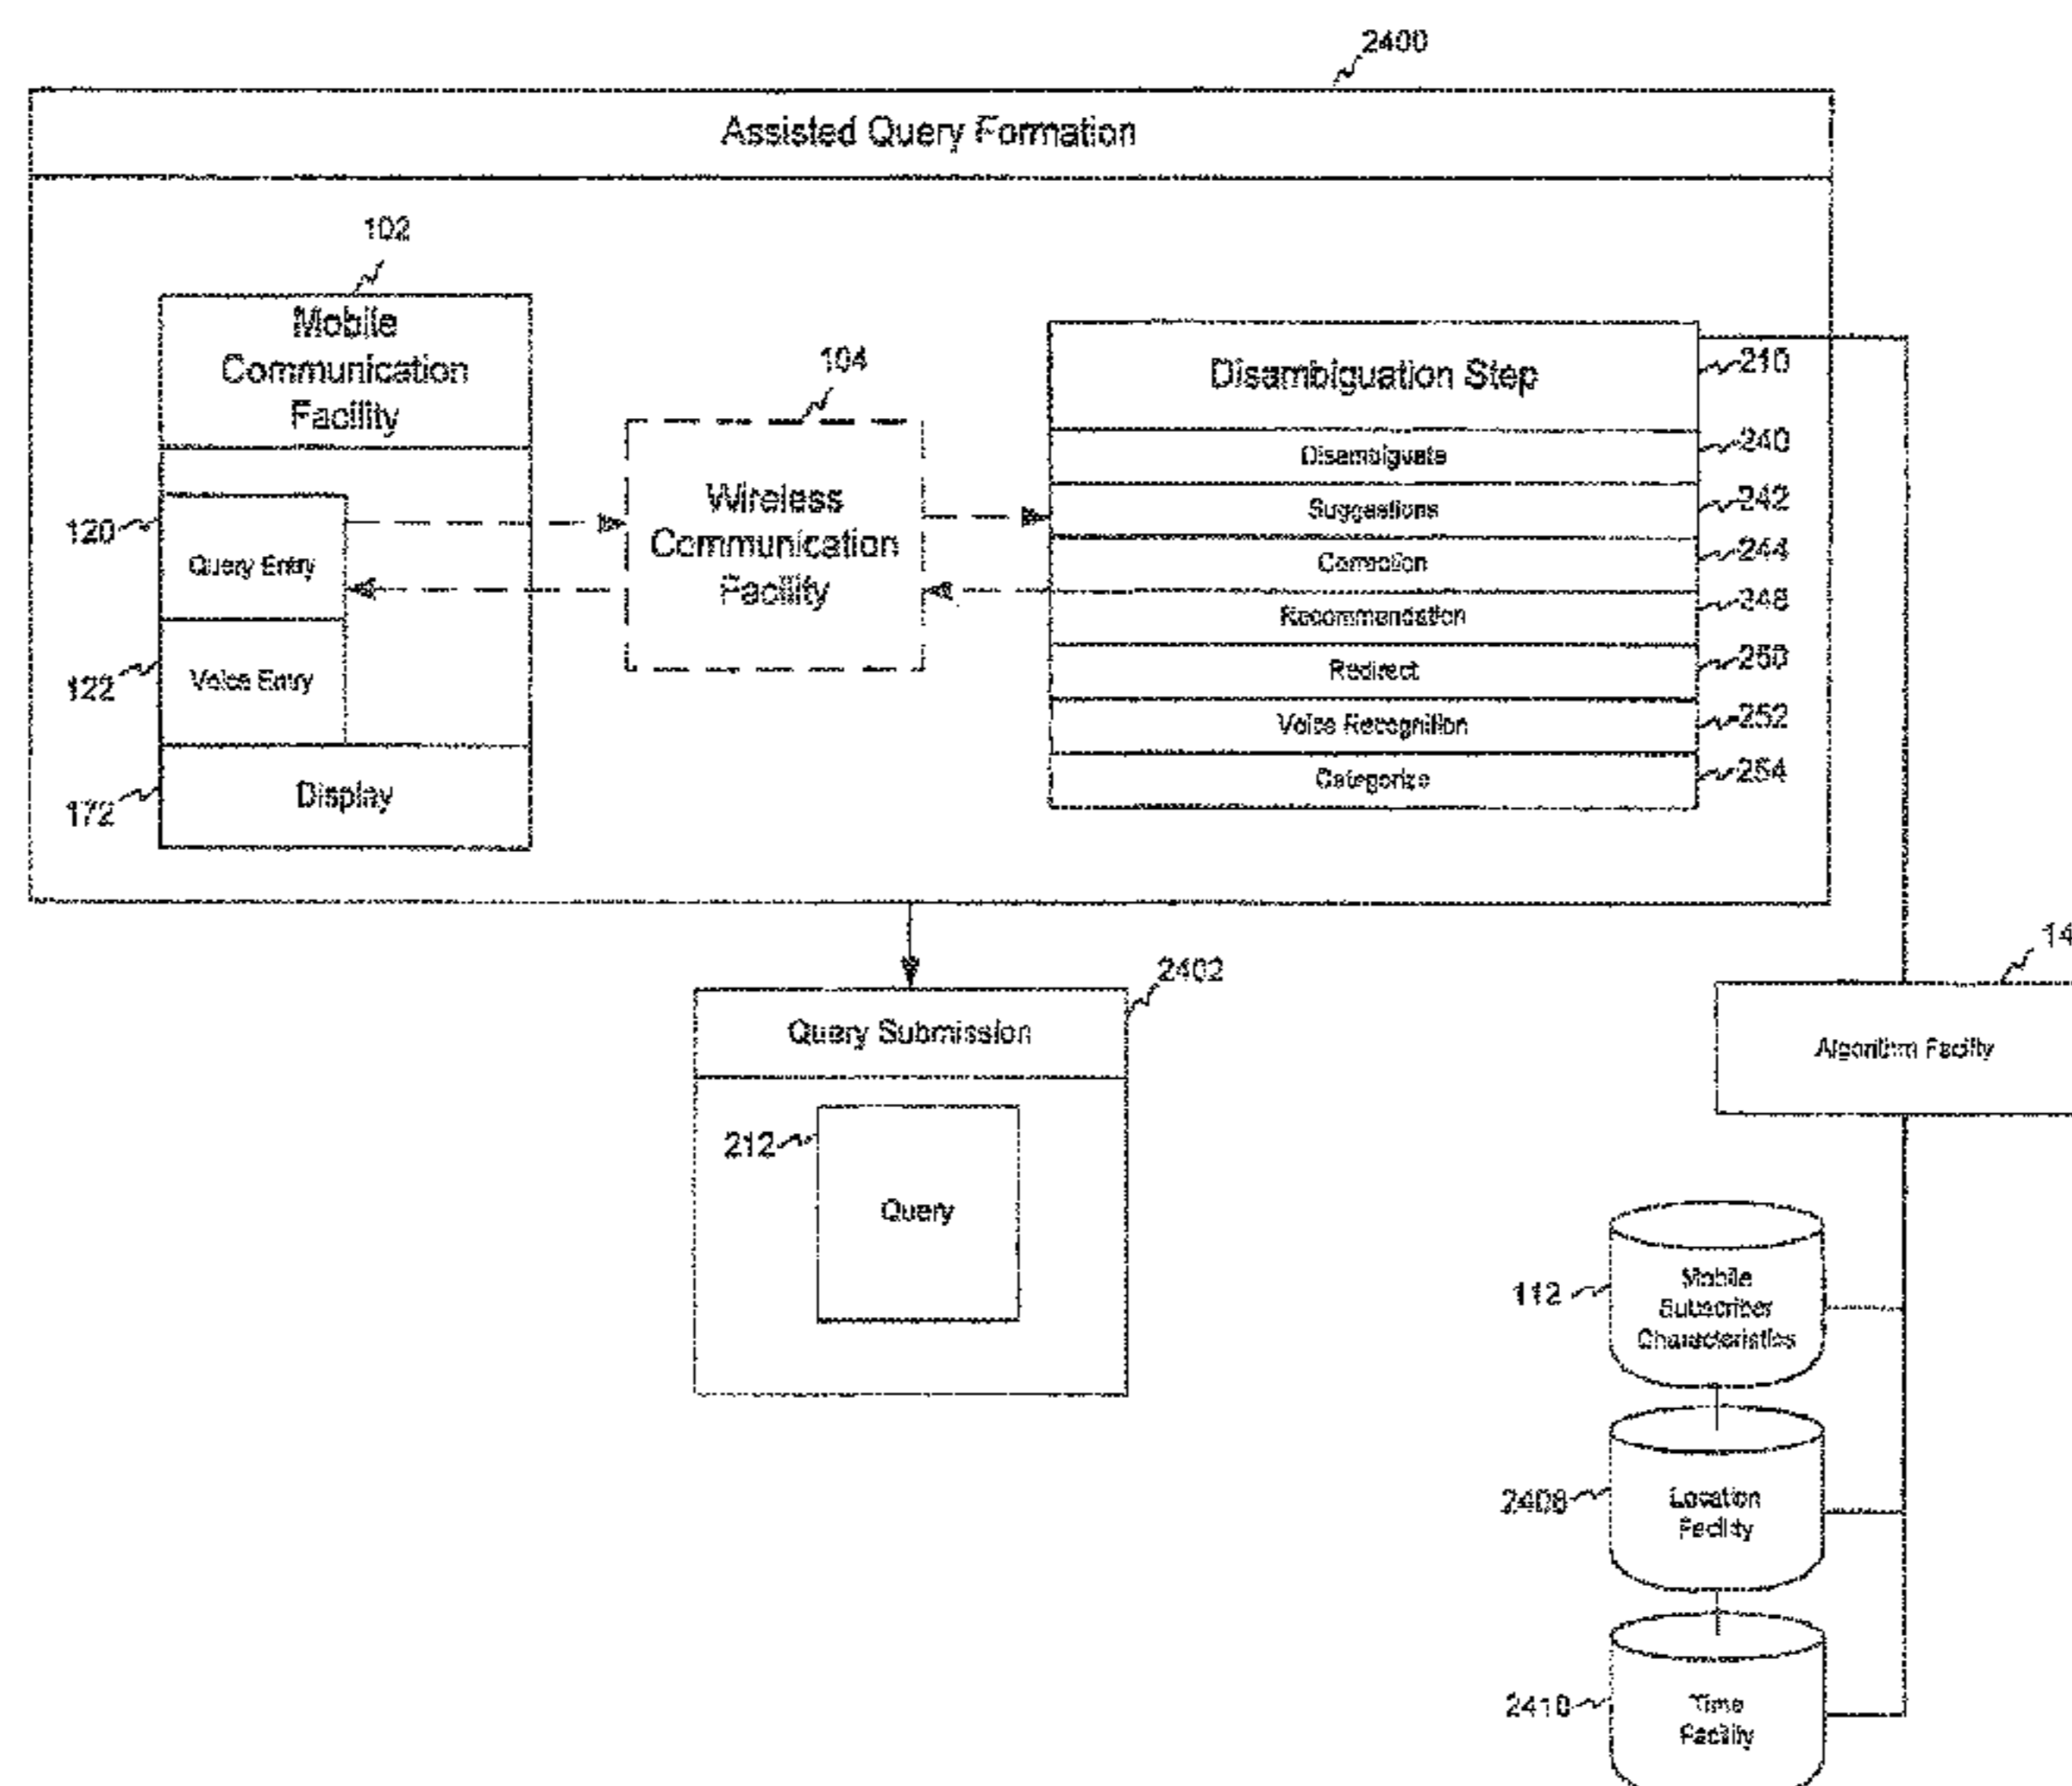 2400
Assisted Query Formation
102
Mobile
Communication
Facility
104
Wireless
Communication
Facility
120
Query Entry
122
Voice Entry
172
Display
Disambiguation Step
210
Disambiguate
240
Suggestions
242
Correction
244
Recommendation
248
Redirect
250
Voice Recognition
252
Categorize
254
2402
Query Submission
212
Query
14
Algorithm Facility
112
Mobile
Subscriber
Characteristics
2408
Location
Facility
2410
Time
Facility